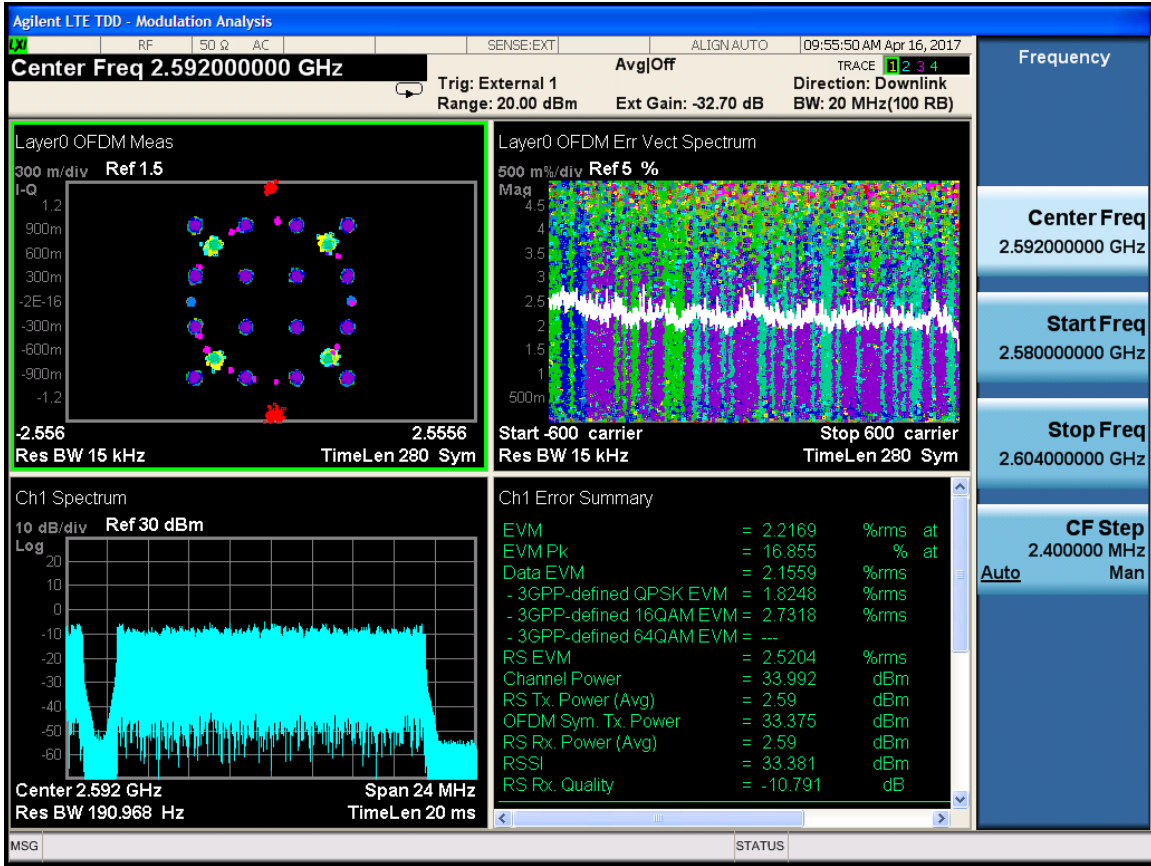 Agilent LTE TDD - Modulation Analysis
LXI RF 50 Ω AC SENSE:EXT ALIGN AUTO 09:55:50 AM Apr 16, 2017
Center Freq 2.592000000 GHz
Avg|Off
TRACE 1 2 3 4
Trig: External 1
Direction: Downlink
Range: 20.00 dBm Ext Gain: -32.70 dB BW: 20 MHz(100 RB)
Layer0 OFDM Meas
300 m/div Ref 1.5
I-Q
1.2
900m
600m
300m
-2E-16
-300m
-600m
-900m
-1.2
-2.556 2.5556
Res BW 15 kHz TimeLen 280 Sym
Layer0 OFDM Err Vect Spectrum
500 m%/div Ref 5 %
Mag
4.5
4
3.5
3
2.5
2
1.5
1
500m
Start -600 carrier Stop 600 carrier
Res BW 15 kHz TimeLen 280 Sym
Ch1 Spectrum
10 dB/div Ref 30 dBm
Log
20
10
0
-10
-20
-30
-40
-50
-60
Center 2.592 GHz Span 24 MHz
Res BW 190.968 Hz TimeLen 20 ms
Ch1 Error Summary
EVM = 2.2169 %rms at
EVM Pk = 16.855 % at
Data EVM = 2.1559 %rms
- 3GPP-defined QPSK EVM = 1.8248 %rms
- 3GPP-defined 16QAM EVM = 2.7318 %rms
- 3GPP-defined 64QAM EVM = ---
RS EVM = 2.5204 %rms
Channel Power = 33.992 dBm
RS Tx. Power (Avg) = 2.59 dBm
OFDM Sym. Tx. Power = 33.375 dBm
RS Rx. Power (Avg) = 2.59 dBm
RSSI = 33.381 dBm
RS Rx. Quality = -10.791 dB
Frequency
Center Freq
2.592000000 GHz
Start Freq
2.580000000 GHz
Stop Freq
2.604000000 GHz
CF Step
2.400000 MHz
Auto Man
MSG STATUS